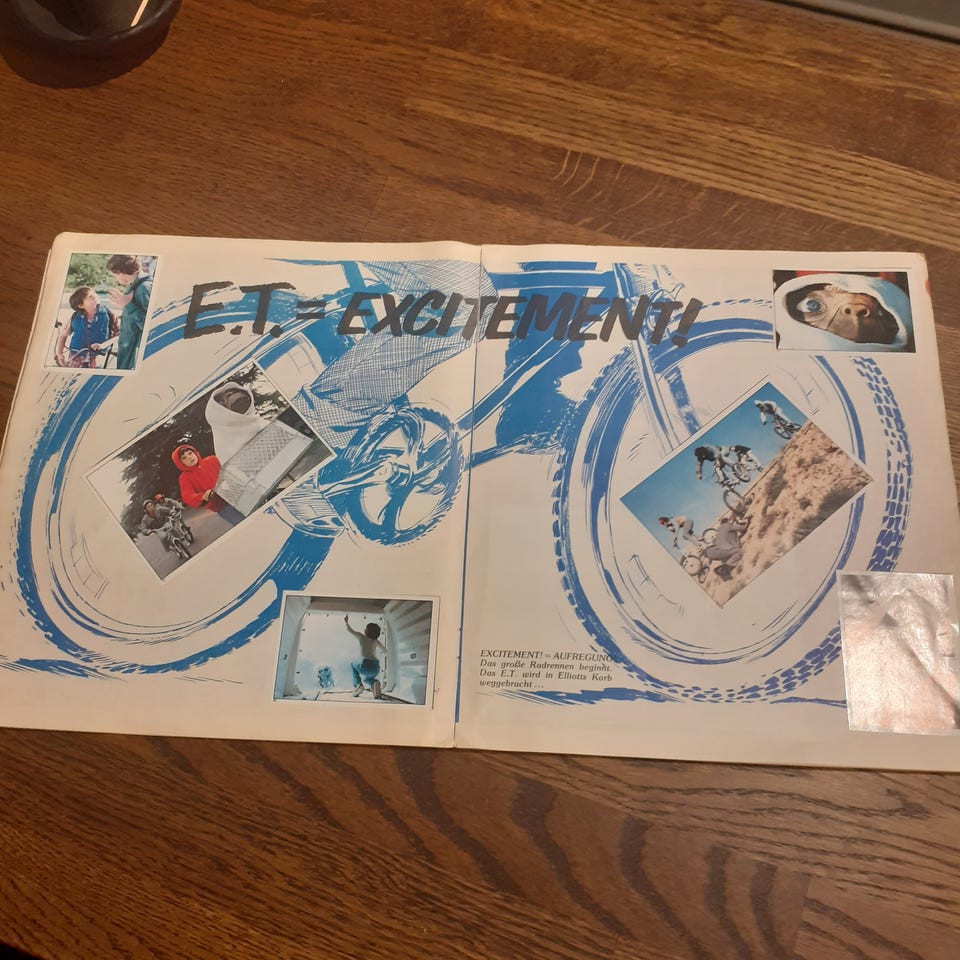 E.T. = EXCITEMENT!
EXCITEMENT! = AUFREGUNG
Das große Radrennen beginnt.
Das E.T. wird in Elliotts Korb
weggebracht ...